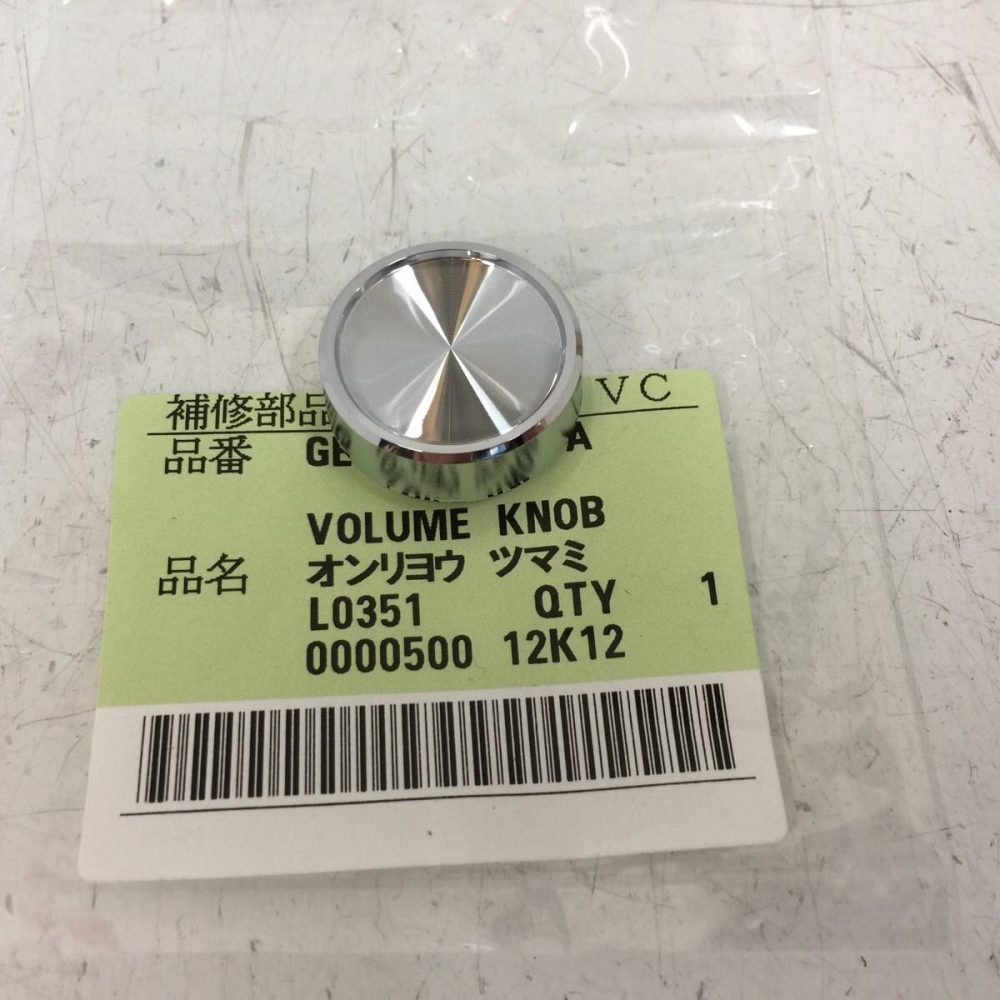 補修部品 VC
品番 GE A
VOLUME KNOB
品名 オンリヨウ ツマミ
L0351 QTY 1
0000500 12K12